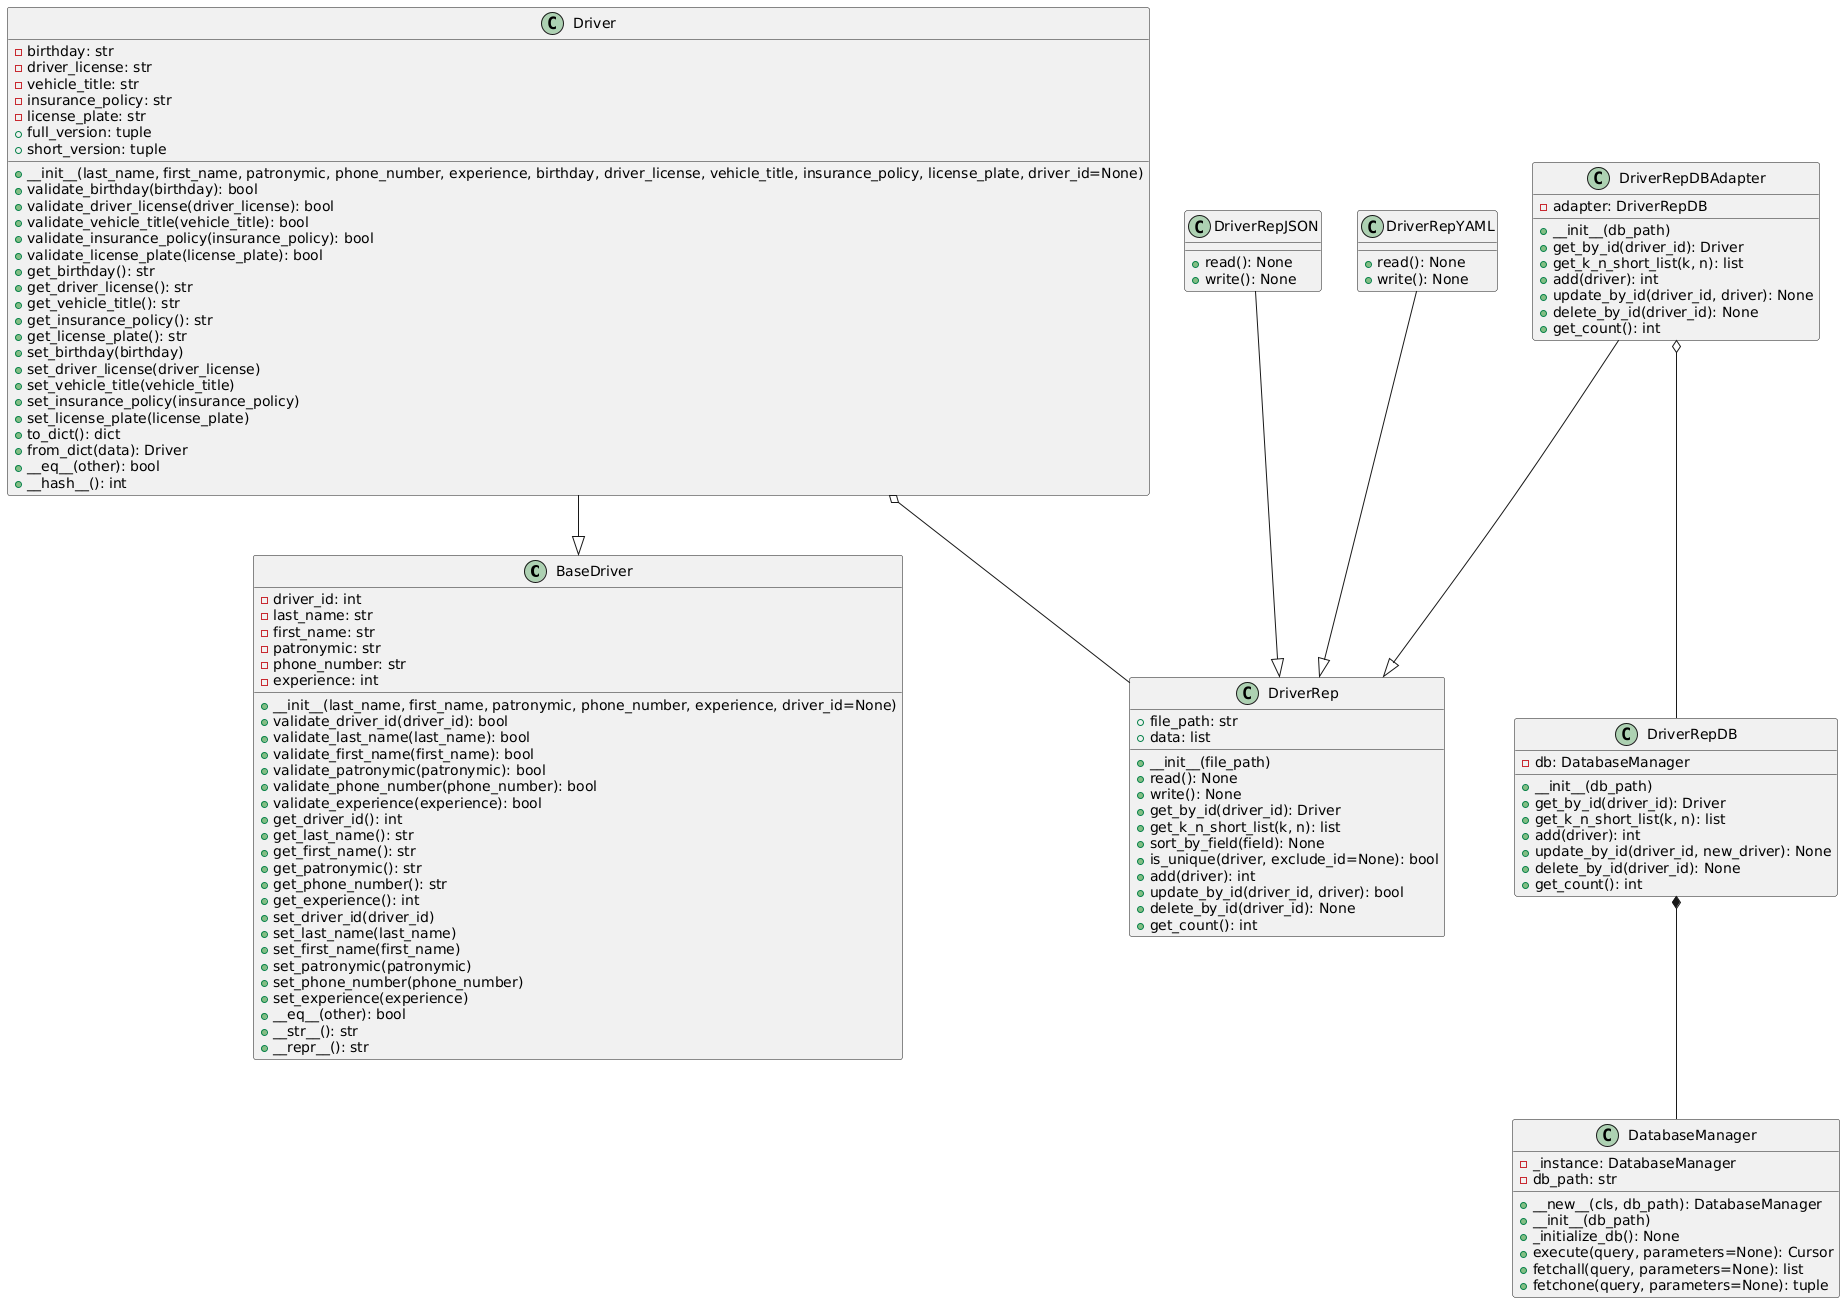 C Driver
birthday: str
driver_license: str
vehicle_title: str
insurance_policy: str
license_plate: str
full_version: tuple
short_version: tuple
__init__(last_name, first_name, patronymic, phone_number, experience, birthday, driver_license, vehicle_title, insurance_policy, license_plate, driver_id=None)
validate_birthday(birthday): bool
validate_driver_license(driver_license): bool
validate_vehicle_title(vehicle_title): bool
validate_insurance_policy(insurance_policy): bool
validate_license_plate(license_plate): bool
get_birthday(): str
get_driver_license(): str
get_vehicle_title(): str
get_insurance_policy(): str
get_license_plate(): str
set_birthday(birthday)
set_driver_license(driver_license)
set_vehicle_title(vehicle_title)
set_insurance_policy(insurance_policy)
set_license_plate(license_plate)
to_dict(): dict
from_dict(data): Driver
__eq__(other): bool
__hash__(): int
C DriverRepJSON
read(): None
write(): None
C DriverRepYAML
read(): None
write(): None
C DriverRepDBAdapter
adapter: DriverRepDB
__init__(db_path)
get_by_id(driver_id): Driver
get_k_n_short_list(k, n): list
add(driver): int
update_by_id(driver_id, driver): None
delete_by_id(driver_id): None
get_count(): int
C BaseDriver
driver_id: int
last_name: str
first_name: str
patronymic: str
phone_number: str
experience: int
__init__(last_name, first_name, patronymic, phone_number, experience, driver_id=None)
validate_driver_id(driver_id): bool
validate_last_name(last_name): bool
validate_first_name(first_name): bool
validate_patronymic(patronymic): bool
validate_phone_number(phone_number): bool
validate_experience(experience): bool
get_driver_id(): int
get_last_name(): str
get_first_name(): str
get_patronymic(): str
get_phone_number(): str
get_experience(): int
set_driver_id(driver_id)
set_last_name(last_name)
set_first_name(first_name)
set_patronymic(patronymic)
set_phone_number(phone_number)
set_experience(experience)
__eq__(other): bool
__str__(): str
__repr__(): str
C DriverRep
file_path: str
data: list
__init__(file_path)
read(): None
write(): None
get_by_id(driver_id): Driver
get_k_n_short_list(k, n): list
sort_by_field(field): None
is_unique(driver, exclude_id=None): bool
add(driver): int
update_by_id(driver_id, driver): bool
delete_by_id(driver_id): None
get_count(): int
C DriverRepDB
db: DatabaseManager
__init__(db_path)
get_by_id(driver_id): Driver
get_k_n_short_list(k, n): list
add(driver): int
update_by_id(driver_id, new_driver): None
delete_by_id(driver_id): None
get_count(): int
C DatabaseManager
_instance: DatabaseManager
db_path: str
__new__(cls, db_path): DatabaseManager
__init__(db_path)
_initialize_db(): None
execute(query, parameters=None): Cursor
fetchall(query, parameters=None): list
fetchone(query, parameters=None): tuple